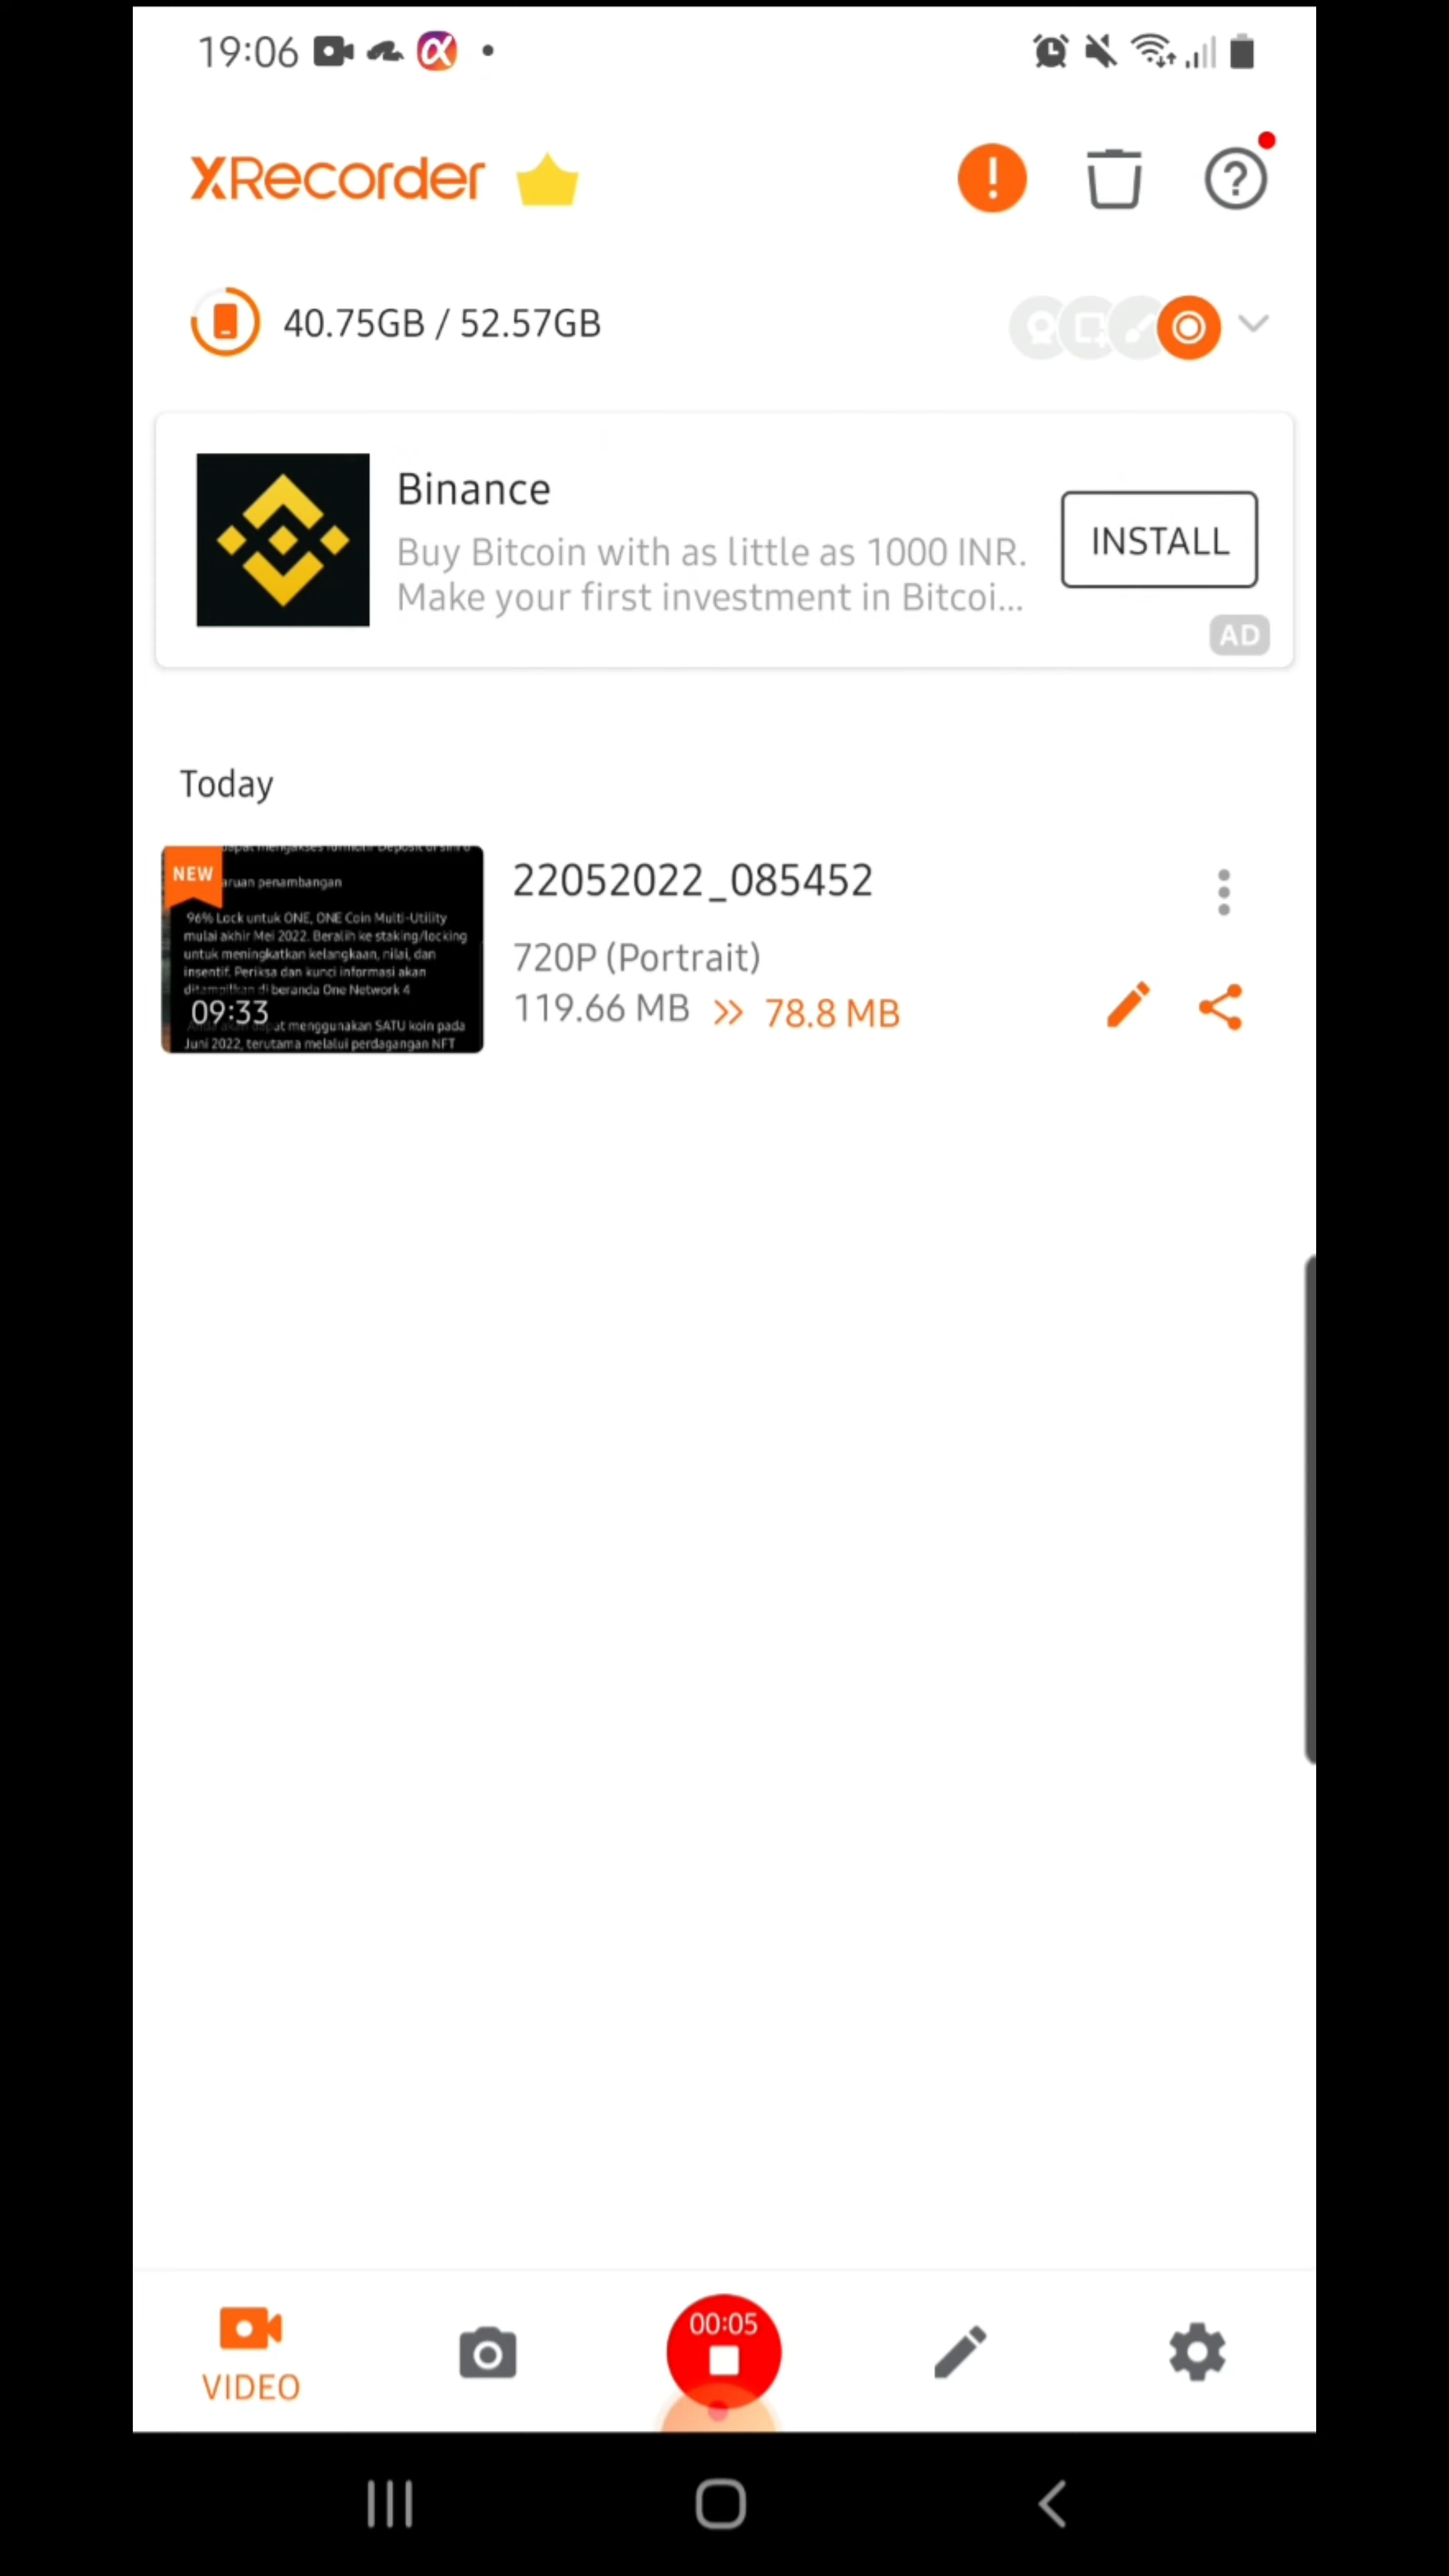 19:06
XRecorder
40.75GB / 52.57GB
Binance
Buy Bitcoin with as little as 1000 INR.
Make your first investment in Bitcoi...
INSTALL
AD
Today
NEW
aruan penambangan
96% Lock untuk ONE, ONE Coin Multi-Utility
mulai akhir Mei 2022. Beralih ke staking/locking
untuk meningkatkan kelangkaan, nilai, dan
insentif. Periksa dan kunci informasi akan
ditampilkan di beranda One Network 4
09:33
at menggunakan SATU koin pada
Juni 2022, terutama melalui perdagangan NFT
22052022_085452
720P (Portrait)
119.66 MB >> 78.8 MB
00:05
VIDEO